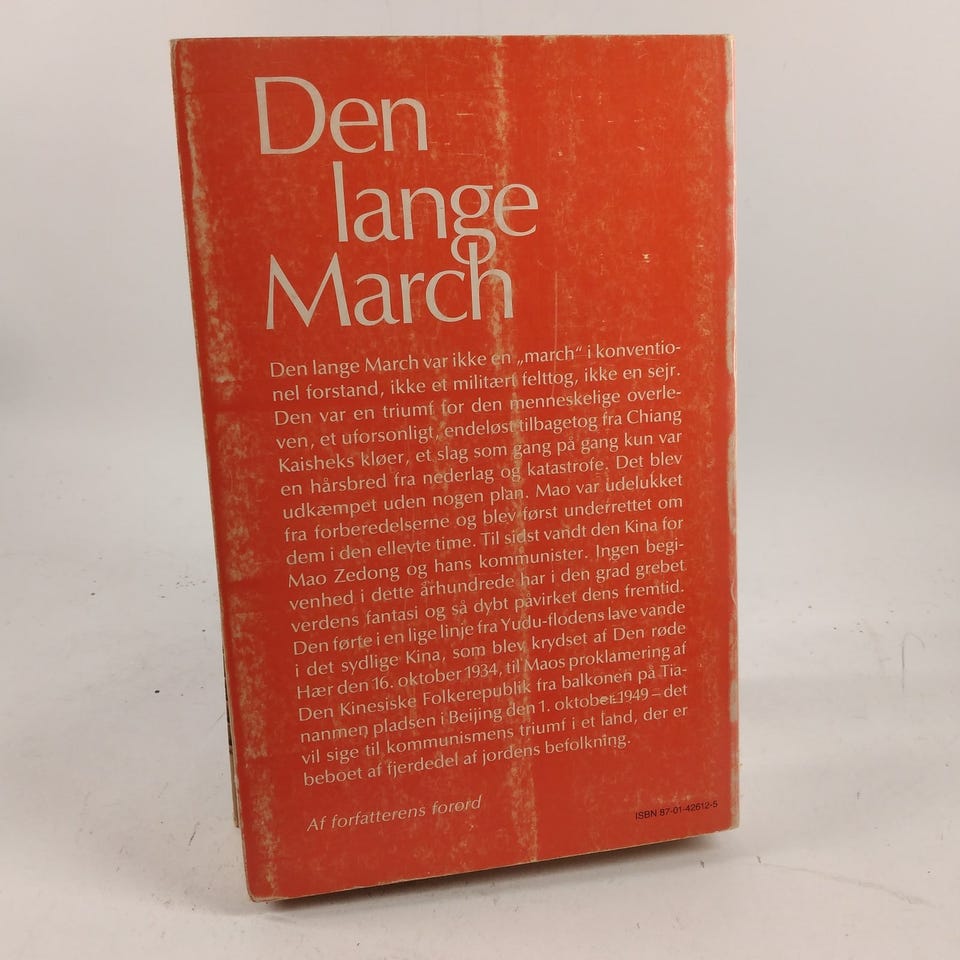 Den
lange
March
Den lange March var ikke en „march“ i konventio-
nel forstand, ikke et militært felttog, ikke en sejr.
Den var en triumf for den menneskelige overle-
ven, et uforsonligt, endeløst tilbagetog fra Chiang
Kaisheks kløer, et slag som gang på gang kun var
en hårsbred fra nederlag og katastrofe. Det blev
udkæmpet uden nogen plan. Mao var udelukket
fra forberedelserne og blev først underrettet om
dem i den ellevte time. Til sidst vandt den Kina for
Mao Zedong og hans kommunister. Ingen begi-
venhed i dette århundrede har i den grad grebet
verdens fantasi og så dybt påvirket dens fremtid.
Den førte i en lige linje fra Yudu-flodens lave vande
i det sydlige Kina, som blev krydset af Den røde
Hær den 16. oktober 1934, til Maos proklamering af
Den Kinesiske Folkerepublik fra balkonen på Tia-
nanmen pladsen i Beijing den 1. oktober 1949 – det
vil sige til kommunismens triumf i et land, der er
beboet af fjerdedel af jordens befolkning.
Af forfatterens forord
ISBN 87-01-42612-5